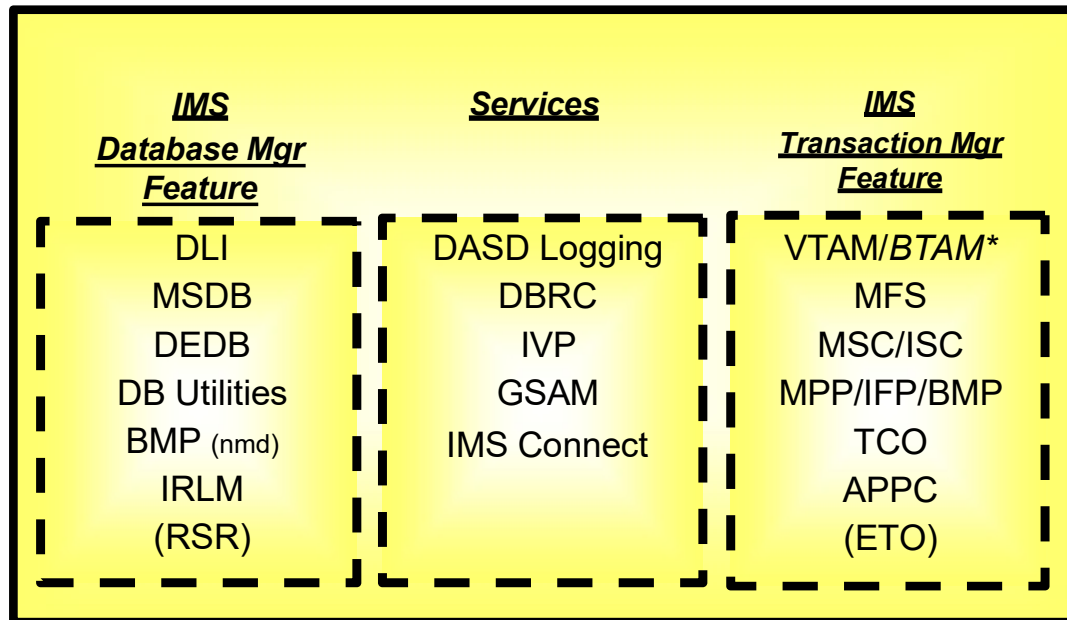 IMS
Database Mgr
Feature
DLI
MSDB
DEDB
DB Utilities
BMP (nmd)
IRLM
(RSR)
Services
DASD Logging
DBRC
IVP
GSAM
IMS Connect
IMS
Transaction Mgr
Feature
VTAM/BTAM*
MFS
MSC/ISC
MPP/IFP/BMP
TCO
APPC
(ETO)